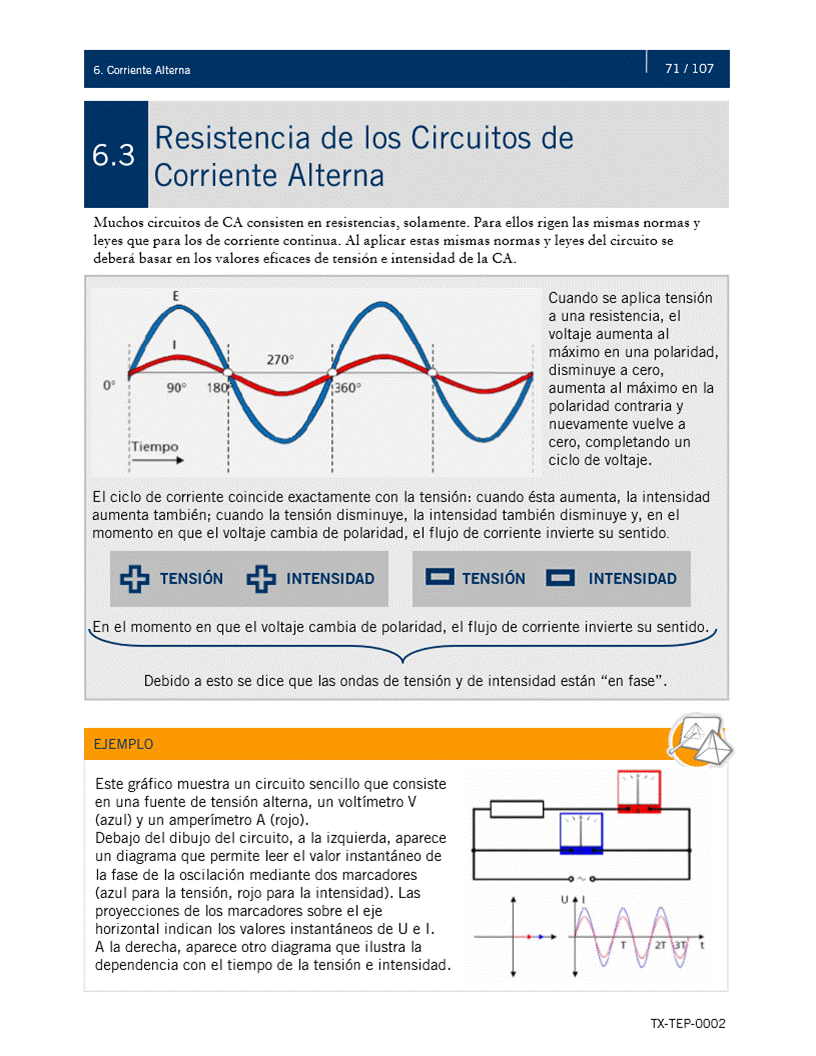 6. Corriente Alterna
71 / 107
6.3
Resistencia de los Circuitos de
Corriente Alterna
Muchos circuitos de CA consisten en resistencias, solamente. Para ellos rigen las mismas normas y
leyes que para los de corriente continua. Al aplicar estas mismas normas y leyes del circuito se
deberá basar en los valores eficaces de tensión e intensidad de la CA.
E
I
270°
0°
90°
180°
360°
Tiempo
Cuando se aplica tensión
a una resistencia, el
voltaje aumenta al
máximo en una polaridad,
disminuye a cero,
aumenta al máximo en la
polaridad contraria y
nuevamente vuelve a
cero, completando un
ciclo de voltaje.
El ciclo de corriente coincide exactamente con la tensión: cuando ésta aumenta, la intensidad
aumenta también; cuando la tensión disminuye, la intensidad también disminuye y, en el
momento en que el voltaje cambia de polaridad, el flujo de corriente invierte su sentido.
TENSIÓN INTENSIDAD
TENSIÓN INTENSIDAD
En el momento en que el voltaje cambia de polaridad, el flujo de corriente invierte su sentido.
Debido a esto se dice que las ondas de tensión y de intensidad están “en fase”.
EJEMPLO
Este gráfico muestra un circuito sencillo que consiste
en una fuente de tensión alterna, un voltímetro V
(azul) y un amperímetro A (rojo).
Debajo del dibujo del circuito, a la izquierda, aparece
un diagrama que permite leer el valor instantáneo de
la fase de la oscilación mediante dos marcadores
(azul para la tensión, rojo para la intensidad). Las
proyecciones de los marcadores sobre el eje
horizontal indican los valores instantáneos de U e I.
A la derecha, aparece otro diagrama que ilustra la
dependencia con el tiempo de la tensión e intensidad.
~
U I
T 2T 3T t
TX-TEP-0002